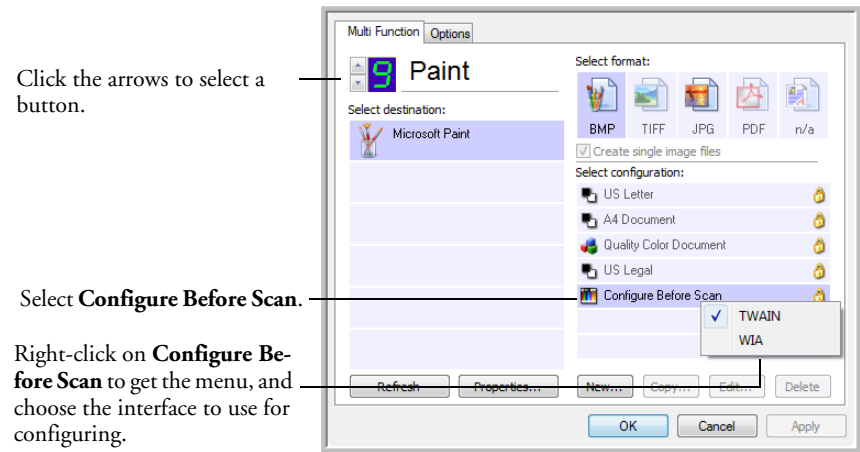 Multi Function
Options
Click the arrows to select a
button.
9
Paint
Select destination:
Microsoft Paint
Select format:
BMP
TIFF
JPG
PDF
n/a
Create single image files
Select configuration:
US Letter
A4 Document
Quality Color Document
US Legal
Configure Before Scan
TWAIN
WIA
Select Configure Before Scan.
Right-click on Configure Be-
fore Scan to get the menu, and
choose the interface to use for
configuring.
Refresh
Properties...
New...
Copy...
Edit...
Delete
OK
Cancel
Apply